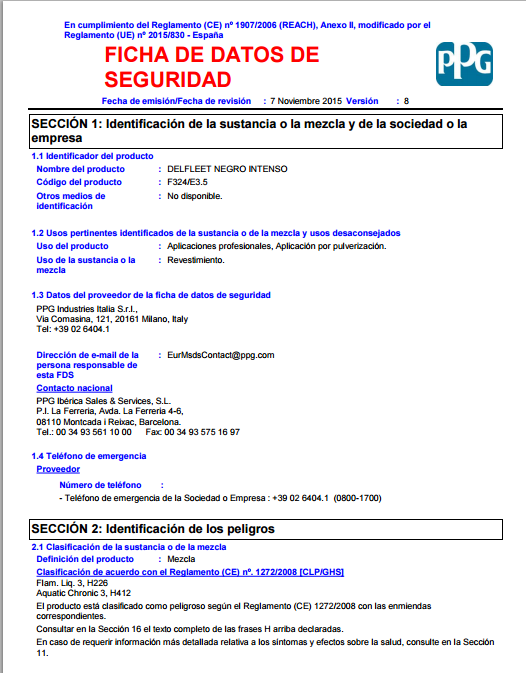 En cumplimiento del Reglamento (CE) nº 1907/2006 (REACH), Anexo II, modificado por el
Reglamento (UE) nº 2015/830 - España
FICHA DE DATOS DE
SEGURIDAD
PPG
Fecha de emisión/Fecha de revisión : 7 Noviembre 2015 Versión : 8
SECCIÓN 1: Identificación de la sustancia o la mezcla y de la sociedad o la
empresa
1.1 Identificador del producto
Nombre del producto : DELFLEET NEGRO INTENSO
Código del producto : F324/E3.5
Otros medios de : No disponible.
identificación
1.2 Usos pertinentes identificados de la sustancia o de la mezcla y usos desaconsejados
Uso del producto : Aplicaciones profesionales, Aplicación por pulverización.
Uso de la sustancia o la : Revestimiento.
mezcla
1.3 Datos del proveedor de la ficha de datos de seguridad
PPG Industries Italia S.r.l.,
Via Comasina, 121, 20161 Milano, Italy
Tel: +39 02 6404.1
Dirección de e-mail de la : EurMsdsContact@ppg.com
persona responsable de
esta FDS
Contacto nacional
PPG Ibérica Sales & Services, S.L.
P.I. La Ferreria, Avda. La Ferreria 4-6,
08110 Montcada i Reixac, Barcelona.
Tel.: 00 34 93 561 10 00 Fax: 00 34 93 575 16 97
1.4 Teléfono de emergencia
Proveedor
Número de teléfono :
- Teléfono de emergencia de la Sociedad o Empresa : +39 02 6404.1 (0800-1700)
SECCIÓN 2: Identificación de los peligros
2.1 Clasificación de la sustancia o de la mezcla
Definición del producto : Mezcla
Clasificación de acuerdo con el Reglamento (CE) nº. 1272/2008 [CLP/GHS]
Flam. Liq. 3, H226
Aquatic Chronic 3, H412
El producto está clasificado como peligroso según el Reglamento (CE) 1272/2008 con las enmiendas
correspondientes.
Consultar en la Sección 16 el texto completo de las frases H arriba declaradas.
En caso de requerir información más detallada relativa a los síntomas y efectos sobre la salud, consulte en la Sección
11.